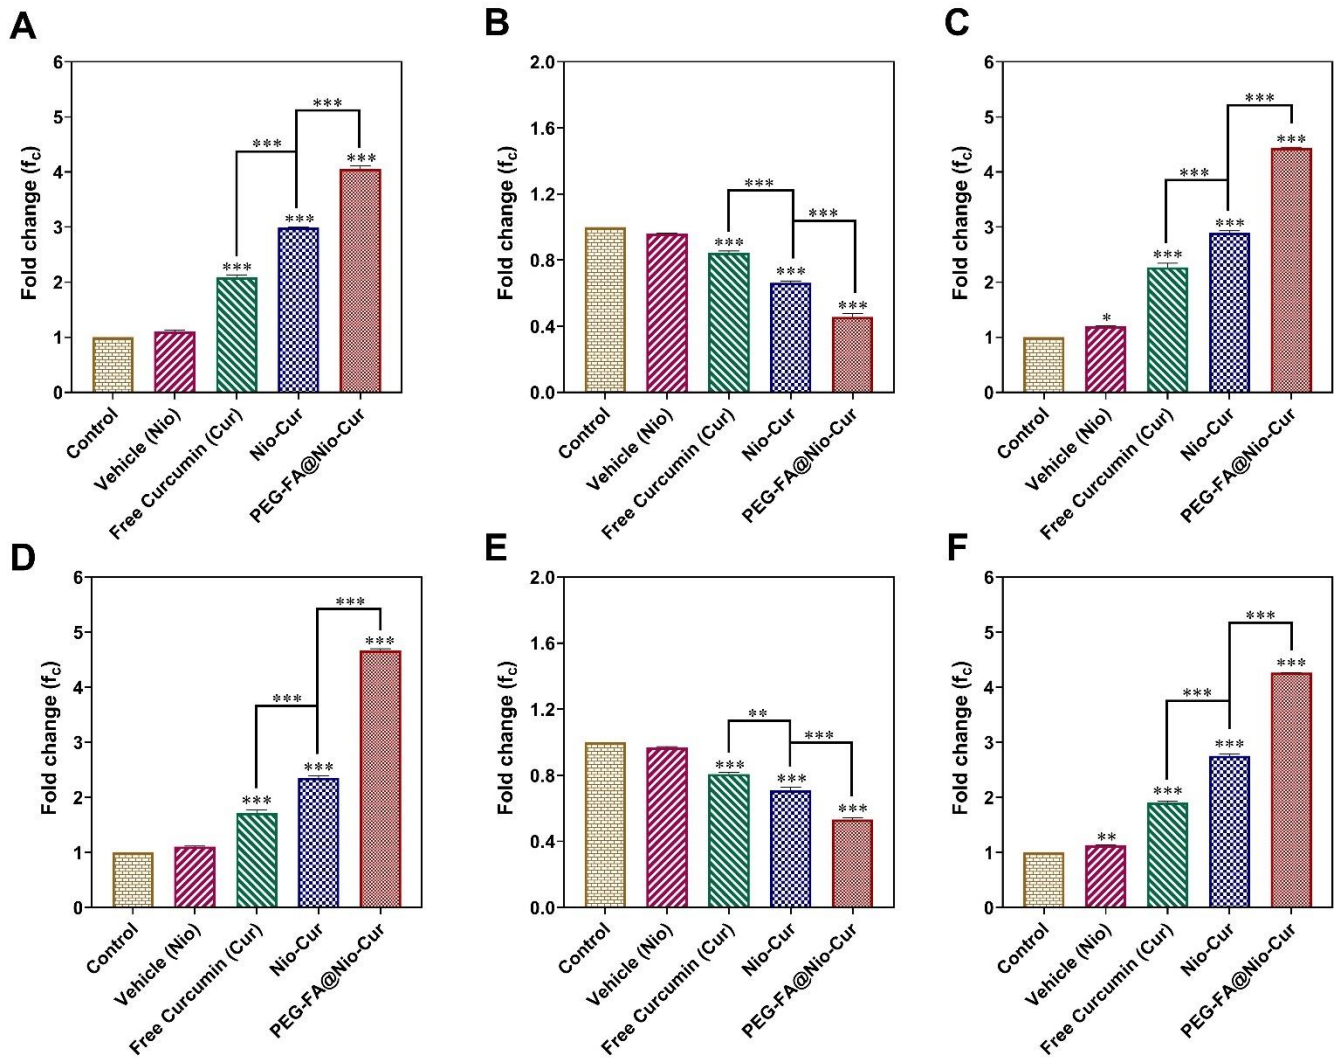 A
Fold change (fc)
6
5
4
3
2
1
0
***
***
***
***
***
Control
Vehicle (Nio)
Free Curcumin (Cur)
Nio-Cur
PEG-FA@Nio-Cur
B
Fold change (fc)
2.0
1.6
1.2
0.8
0.4
0.0
***
***
***
***
***
Control
Vehicle (Nio)
Free Curcumin (Cur)
Nio-Cur
PEG-FA@Nio-Cur
C
Fold change (fc)
6
5
4
3
2
1
0
***
***
***
***
***
*
Control
Vehicle (Nio)
Free Curcumin (Cur)
Nio-Cur
PEG-FA@Nio-Cur
D
Fold change (fc)
6
5
4
3
2
1
0
***
***
***
***
***
Control
Vehicle (Nio)
Free Curcumin (Cur)
Nio-Cur
PEG-FA@Nio-Cur
E
Fold change (fc)
2.0
1.6
1.2
0.8
0.4
0.0
**
***
***
***
***
Control
Vehicle (Nio)
Free Curcumin (Cur)
Nio-Cur
PEG-FA@Nio-Cur
F
Fold change (fc)
6
5
4
3
2
1
0
***
***
***
***
***
**
Control
Vehicle (Nio)
Free Curcumin (Cur)
Nio-Cur
PEG-FA@Nio-Cur